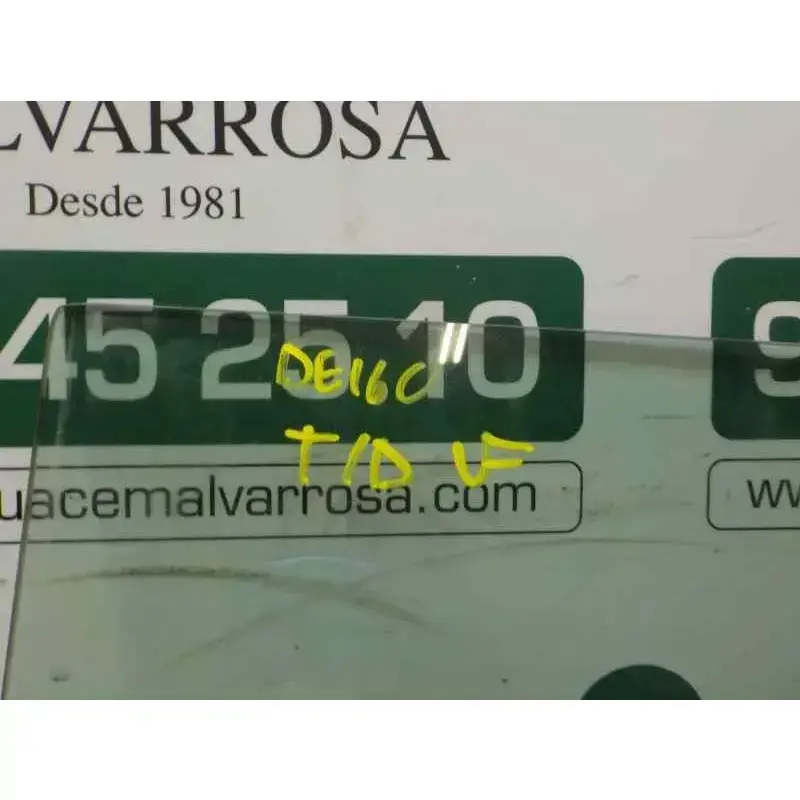 LVARROSA
Desde 1981
45 25 10
9
DE160
T/D VF
uacemalvarrosa.com
ww